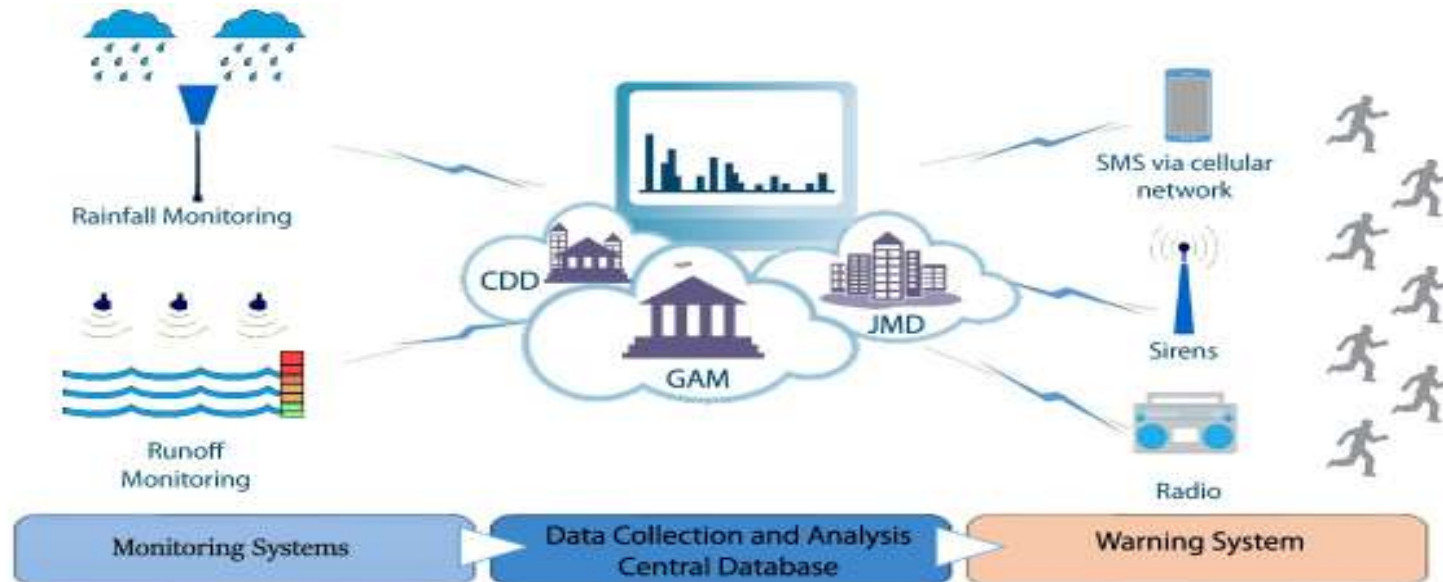 Rainfall Monitoring
Runoff
Monitoring
CDD
GAM
JMD
SMS via cellular
network
Sirens
Radio
Monitoring Systems
Data Collection and Analysis
Central Database
Warning System